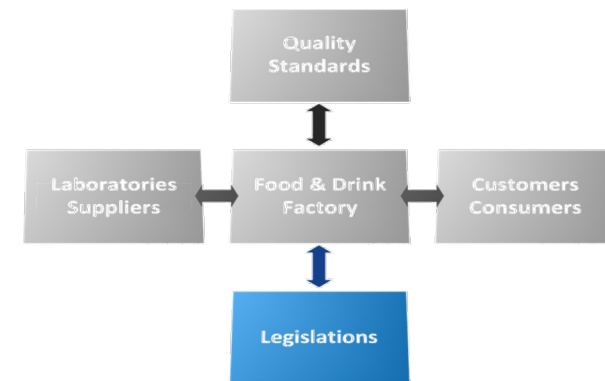 Quality
Standards
Laboratories
Suppliers
Food & Drink
Factory
Customers
Consumers
Legislations